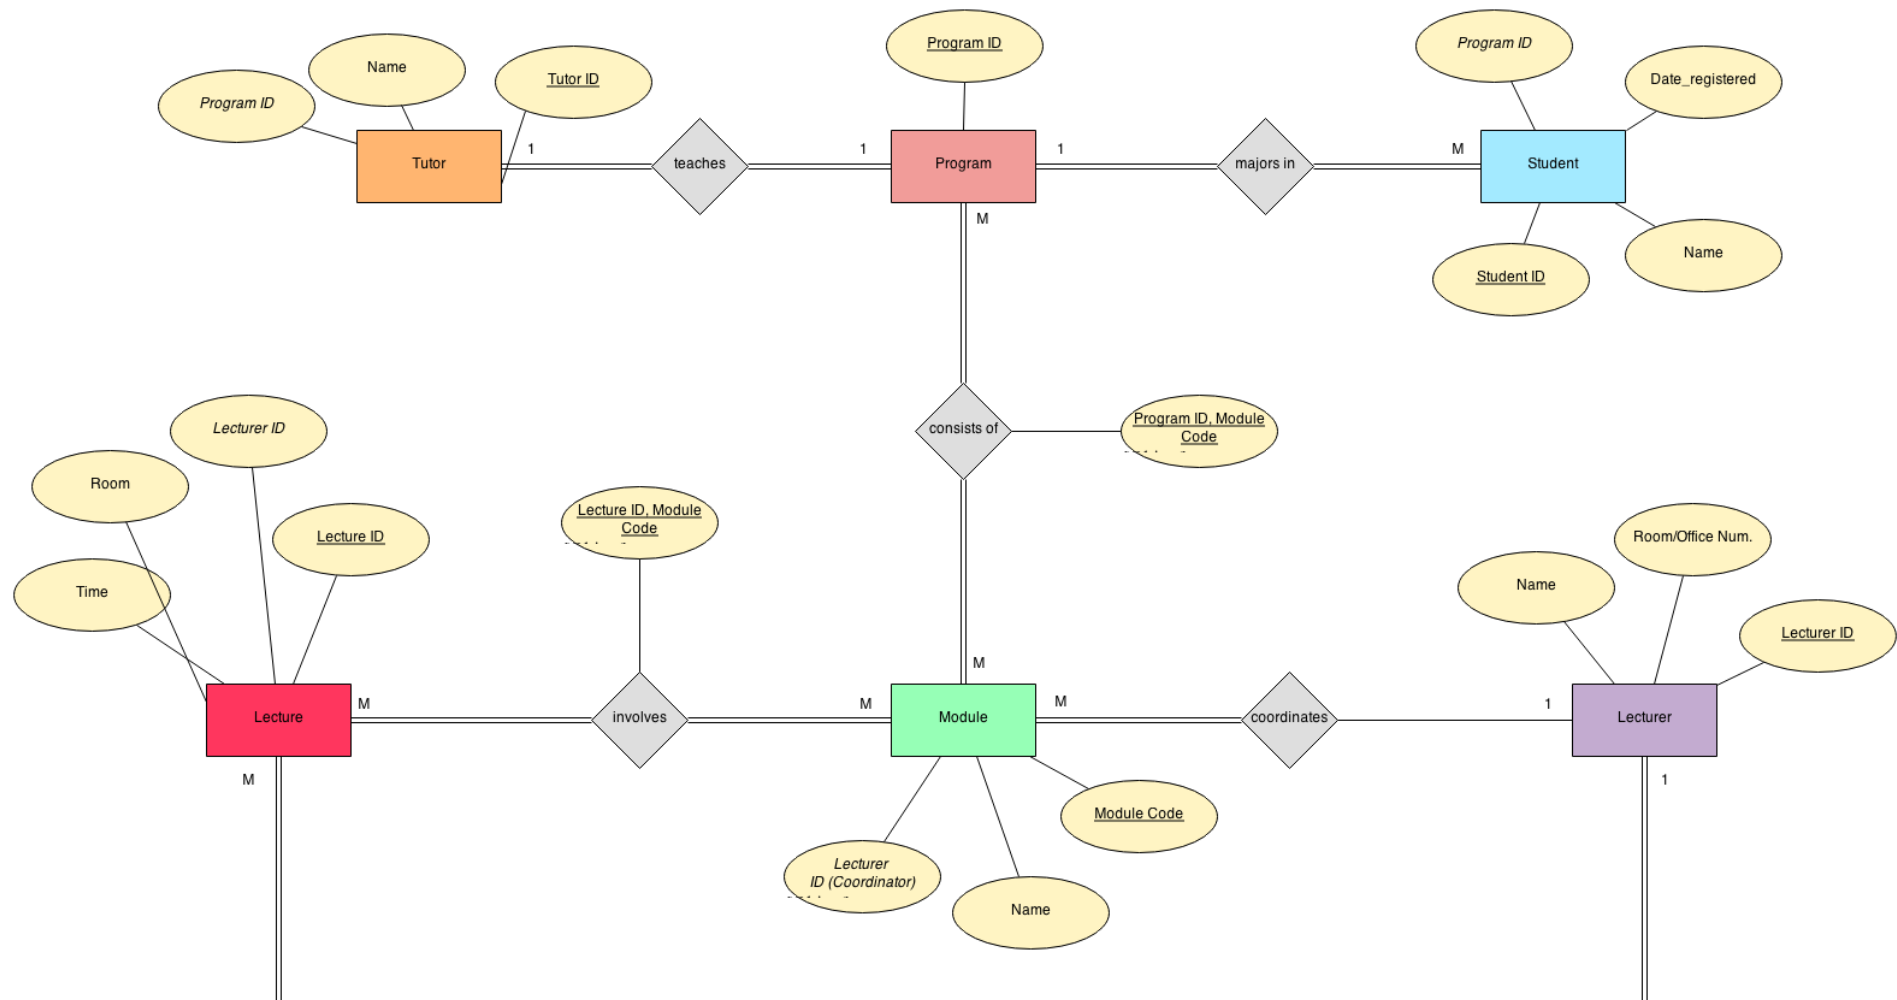 Program ID
Name
Tutor ID
Program ID
Program ID
Date_registered
Tutor
1
teaches
1
Program
1
majors in
M
Student
M
Student ID
Name
Lecturer ID
Room
Lecture ID
Time
Lecture ID, Module
Code
consists of
Program ID, Module
Code
Name
Room/Office Num.
Lecturer ID
M
Lecture
M
involves
M
Module
M
coordinates
1
Lecturer
M
1
Module Code
Lecturer
ID (Coordinator)
Name